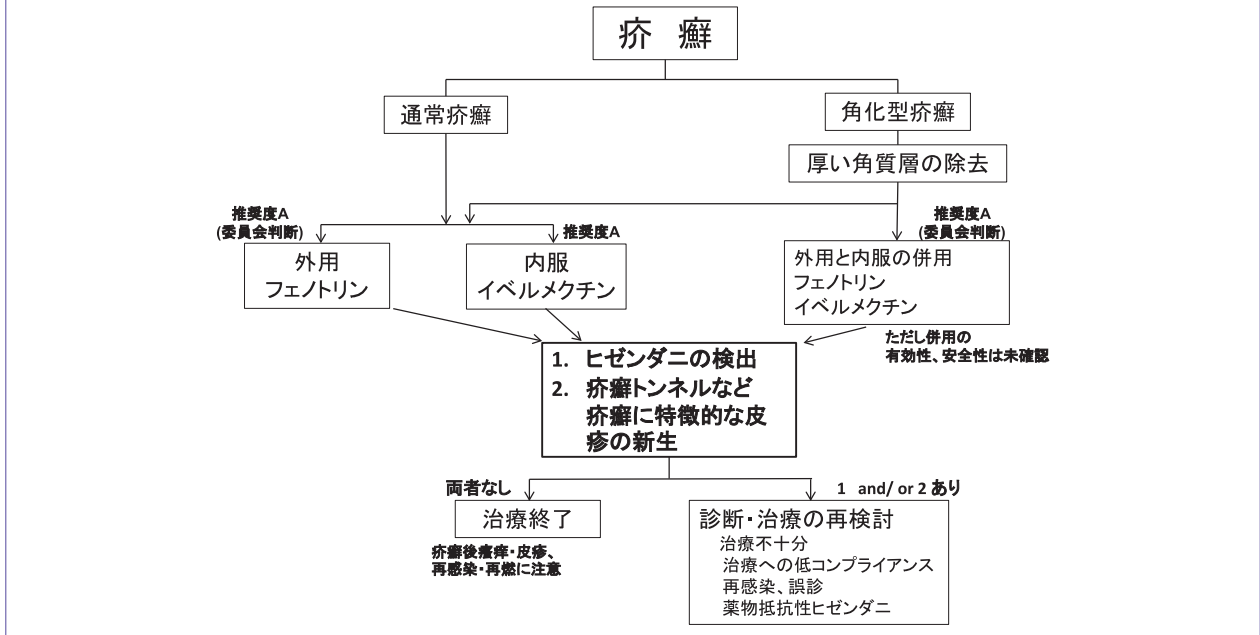 疥 癬
通常疥癬
角化型疥癬
厚い角質層の除去
推奨度A
(委員会判断)
推奨度A
推奨度A
(委員会判断)
外用
フェノトリン
内服
イベルメクチン
外用と内服の併用
フェノトリン
イベルメクチン
ただし併用の
有効性、安全性は未確認
1. ヒゼンダニの検出
2. 疥癬トンネルなど
疥癬に特徴的な皮
疹の新生
両者なし
1 and/ or 2 あり
治療終了
疥癬後瘙痒・皮疹、
再感染・再燃に注意
診断・治療の再検討
治療不十分
治療への低コンプライアンス
再感染、誤診
薬物抵抗性ヒゼンダニ